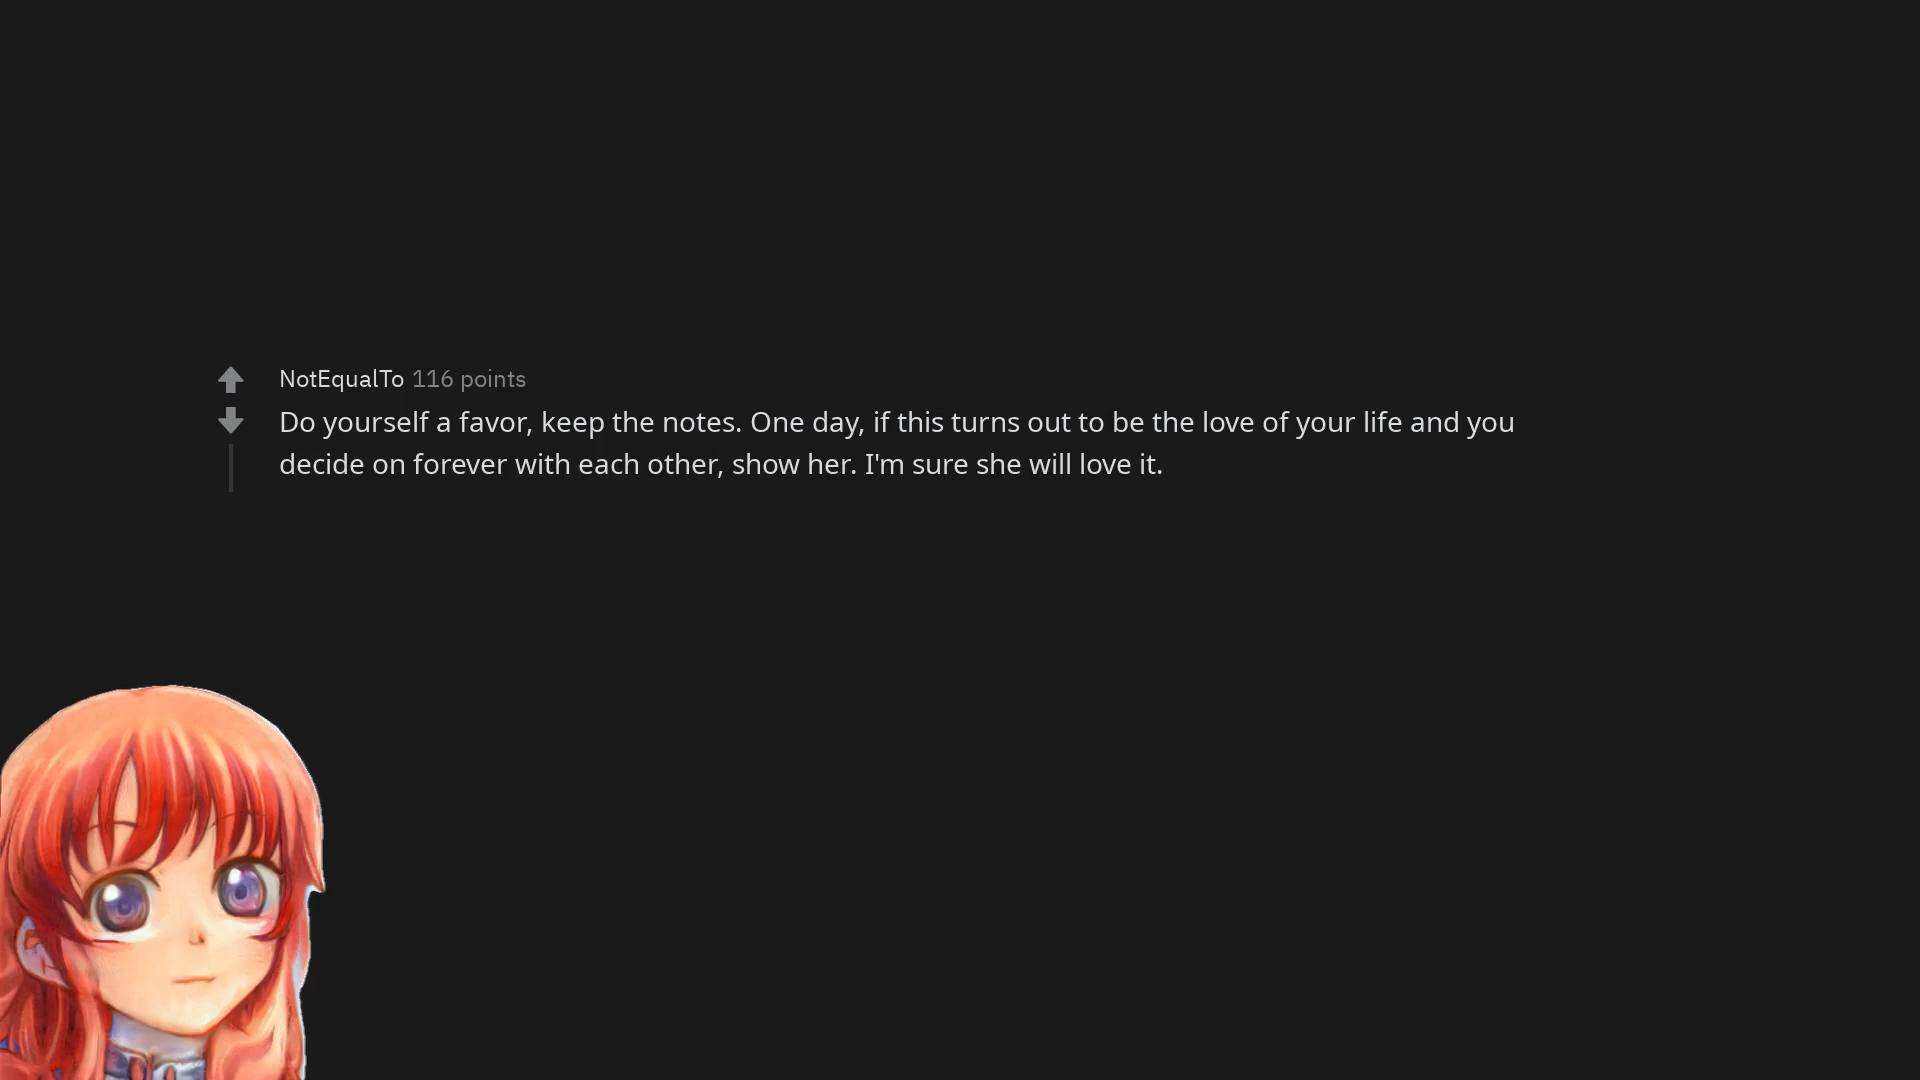 NotEqualTo 116 points
Do yourself a favor, keep the notes. One day, if this turns out to be the love of your life and you
decide on forever with each other, show her. I'm sure she will love it.